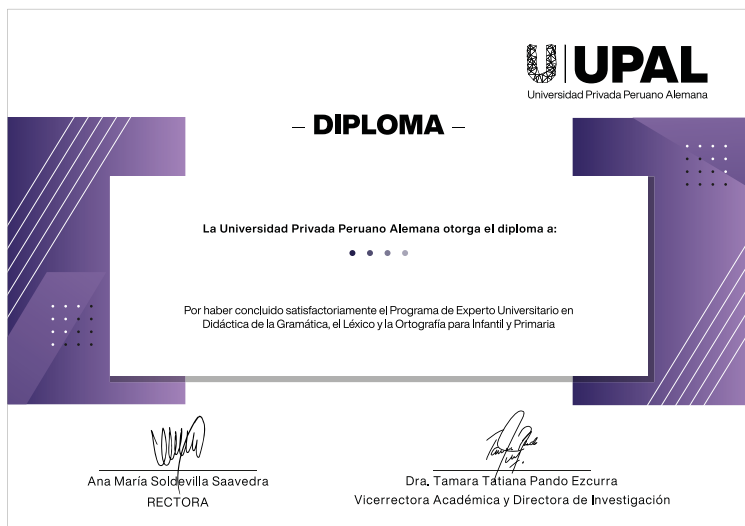 UPAL
Universidad Privada Peruano Alemana
– DIPLOMA –
La Universidad Privada Peruano Alemana otorga el diploma a:
Por haber concluido satisfactoriamente el Programa de Experto Universitario en
Didáctica de la Gramática, el Léxico y la Ortografía para Infantil y Primaria
Ana María Soldevilla Saavedra
RECTORA
Dra. Tamara Tatiana Pando Ezcurra
Vicerrectora Académica y Directora de Investigación